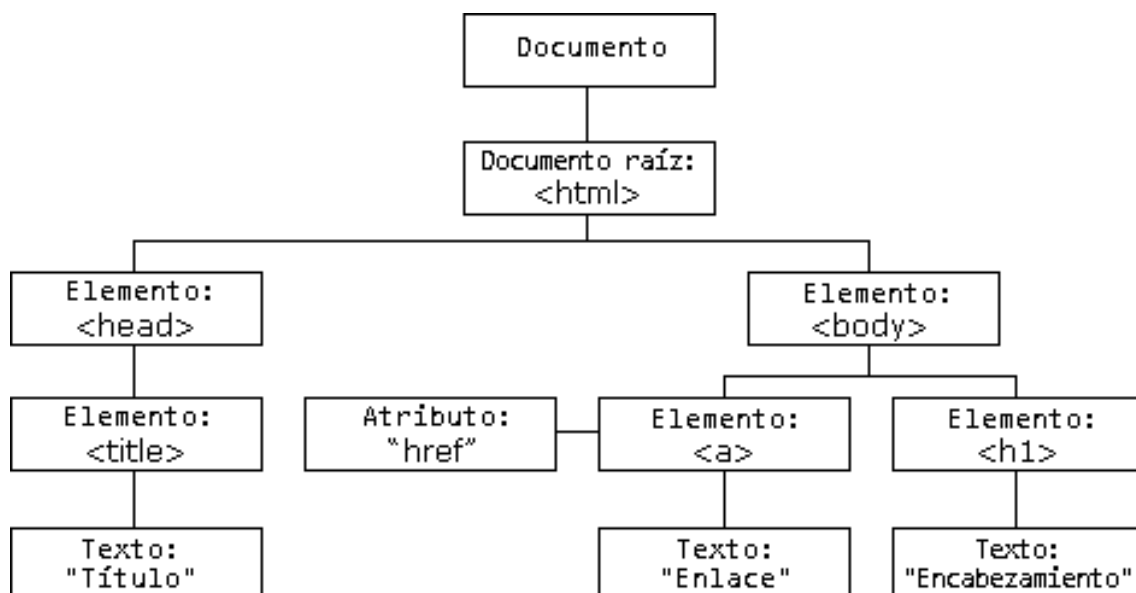 Documento
Documento raíz:
<html>
Elemento:
<head>
Elemento:
<body>
Elemento:
<title>
Atributo:
“href”
Elemento:
<a>
Elemento:
<h1>
Texto:
"Título"
Texto:
"Enlace"
Texto:
"Encabezamiento"